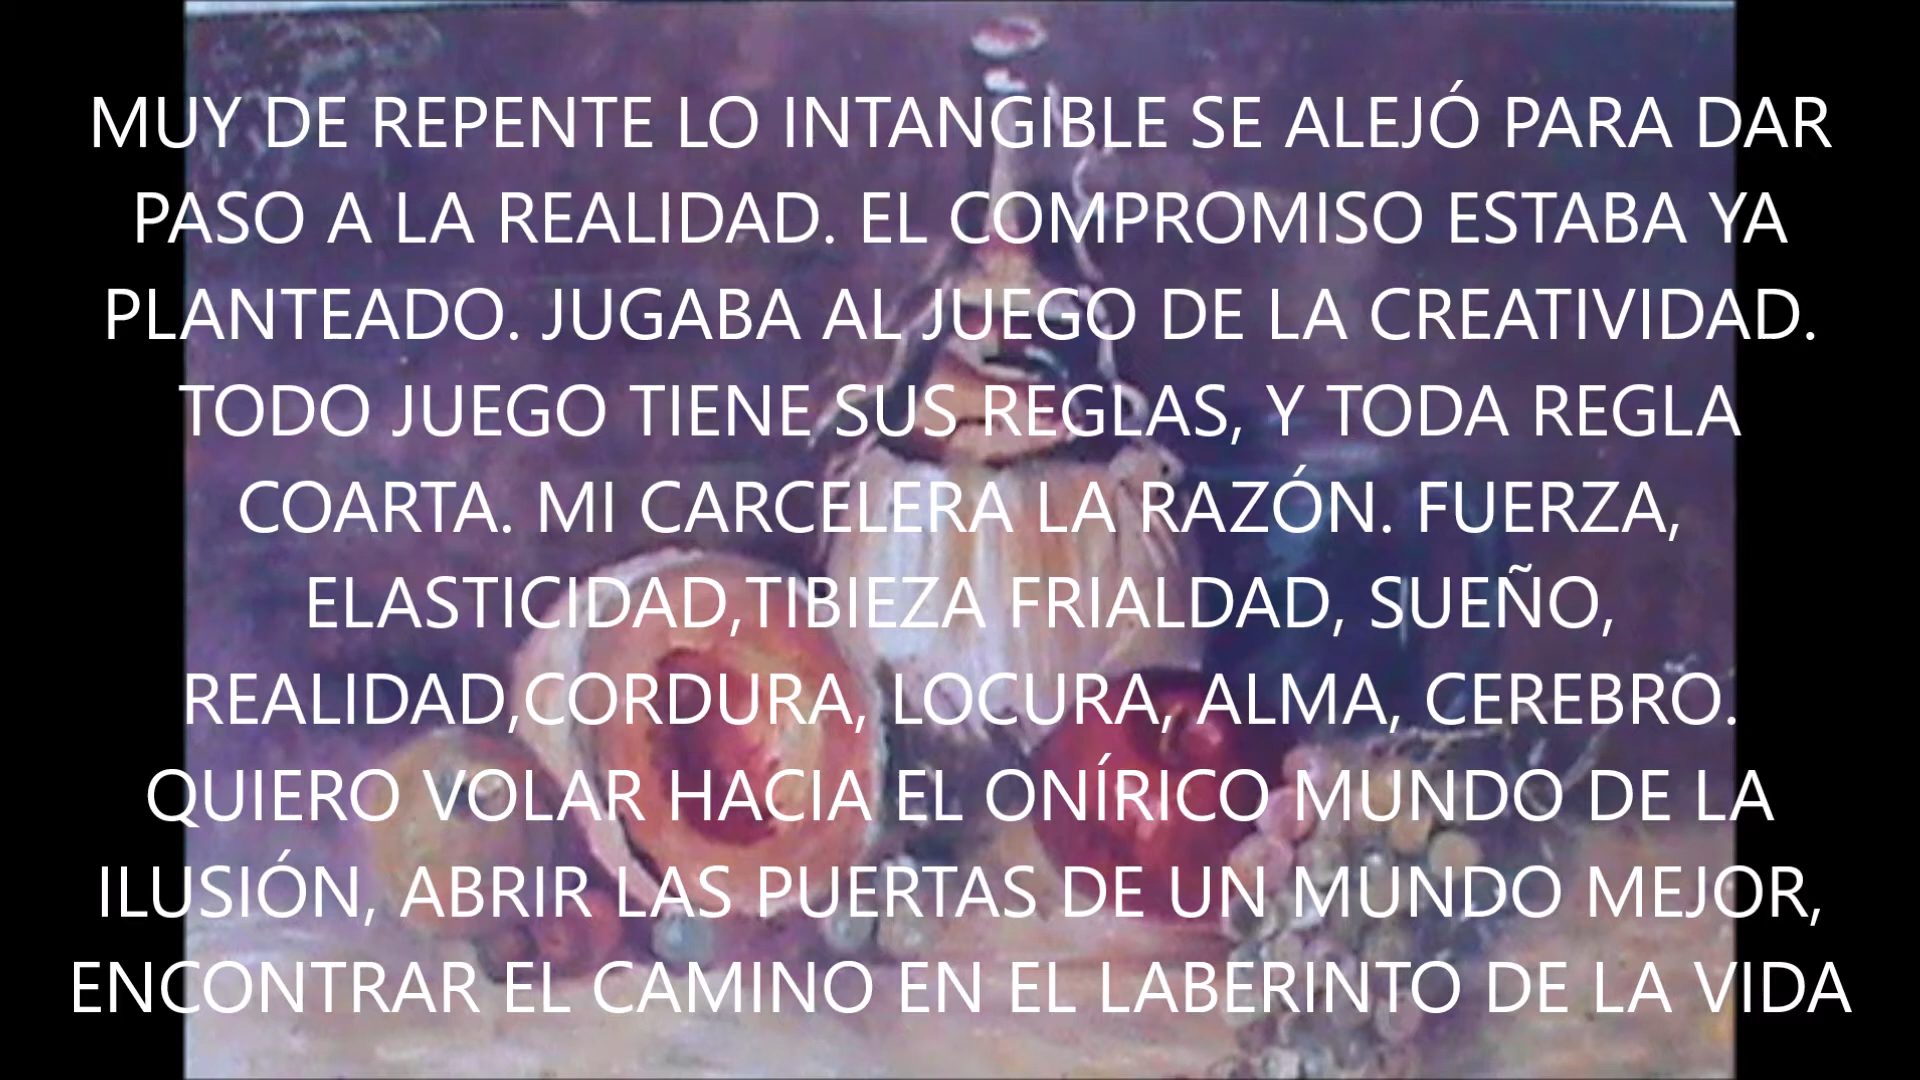 MUY DE REPENTE LO INTANGIBLE SE ALEJÓ PARA DAR
PASO A LA REALIDAD. EL COMPROMISO ESTABA YA
PLANTEADO. JUGABA AL JUEGO DE LA CREATIVIDAD.
TODO JUEGO TIENE SUS REGLAS, Y TODA REGLA
COARTA. MI CARCELERA LA RAZÓN. FUERZA,
ELASTICIDAD,TIBIEZA FRIALDAD, SUEÑO,
REALIDAD,CORDURA, LOCURA, ALMA, CEREBRO.
QUIERO VOLAR HACIA EL ONÍRICO MUNDO DE LA
ILUSIÓN, ABRIR LAS PUERTAS DE UN MUNDO MEJOR,
ENCONTRAR EL CAMINO EN EL LABERINTO DE LA VIDA